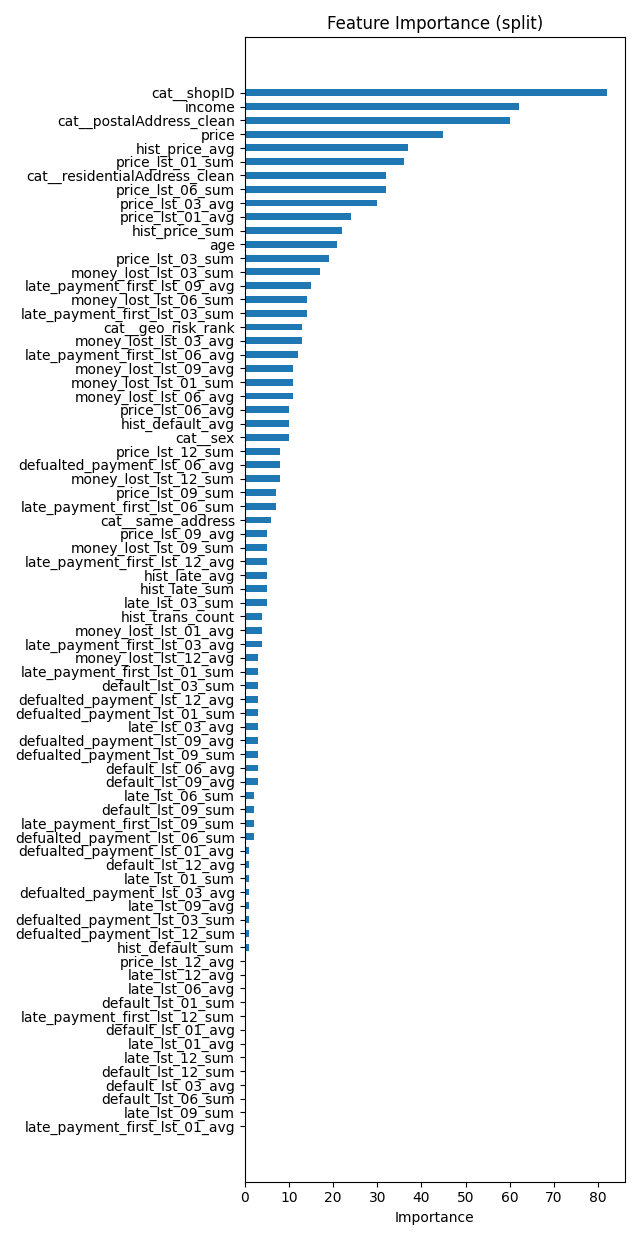 Feature Importance (split)
cat__shopID
income
cat__postalAddress_clean
price
hist_price_avg
price_lst_01_sum
cat__residentialAddress_clean
price_lst_06_sum
price_lst_03_avg
price_lst_01_avg
hist_price_sum
age
price_lst_03_sum
money_lost_lst_03_sum
late_payment_first_lst_09_avg
money_lost_lst_06_sum
late_payment_first_lst_03_sum
cat__geo_risk_rank
money_lost_lst_03_avg
late_payment_first_lst_06_avg
money_lost_lst_09_avg
money_lost_lst_01_sum
money_lost_lst_06_avg
price_lst_06_avg
hist_default_avg
cat__sex
price_lst_12_sum
defualted_payment_lst_06_avg
money_lost_lst_12_sum
price_lst_09_sum
late_payment_first_lst_06_sum
cat__same_address
price_lst_09_avg
money_lost_lst_09_sum
late_payment_first_lst_12_avg
hist_late_avg
hist_late_sum
late_lst_03_sum
hist_trans_count
money_lost_lst_01_avg
late_payment_first_lst_03_avg
money_lost_lst_12_avg
late_payment_first_lst_01_sum
default_lst_03_sum
defualted_payment_lst_12_avg
defualted_payment_lst_01_sum
late_lst_03_avg
defualted_payment_lst_09_avg
defualted_payment_lst_09_sum
default_lst_06_avg
default_lst_09_avg
late_lst_06_sum
default_lst_09_sum
late_payment_first_lst_09_sum
defualted_payment_lst_06_sum
defualted_payment_lst_01_avg
default_lst_12_avg
late_lst_01_sum
defualted_payment_lst_03_avg
late_lst_09_avg
defualted_payment_lst_03_sum
defualted_payment_lst_12_sum
hist_default_sum
price_lst_12_avg
late_lst_12_avg
late_lst_06_avg
default_lst_01_sum
late_payment_first_lst_12_sum
default_lst_01_avg
late_lst_01_avg
late_lst_12_sum
default_lst_12_sum
default_lst_03_avg
default_lst_06_sum
late_lst_09_sum
late_payment_first_lst_01_avg
0 10 20 30 40 50 60 70 80
Importance